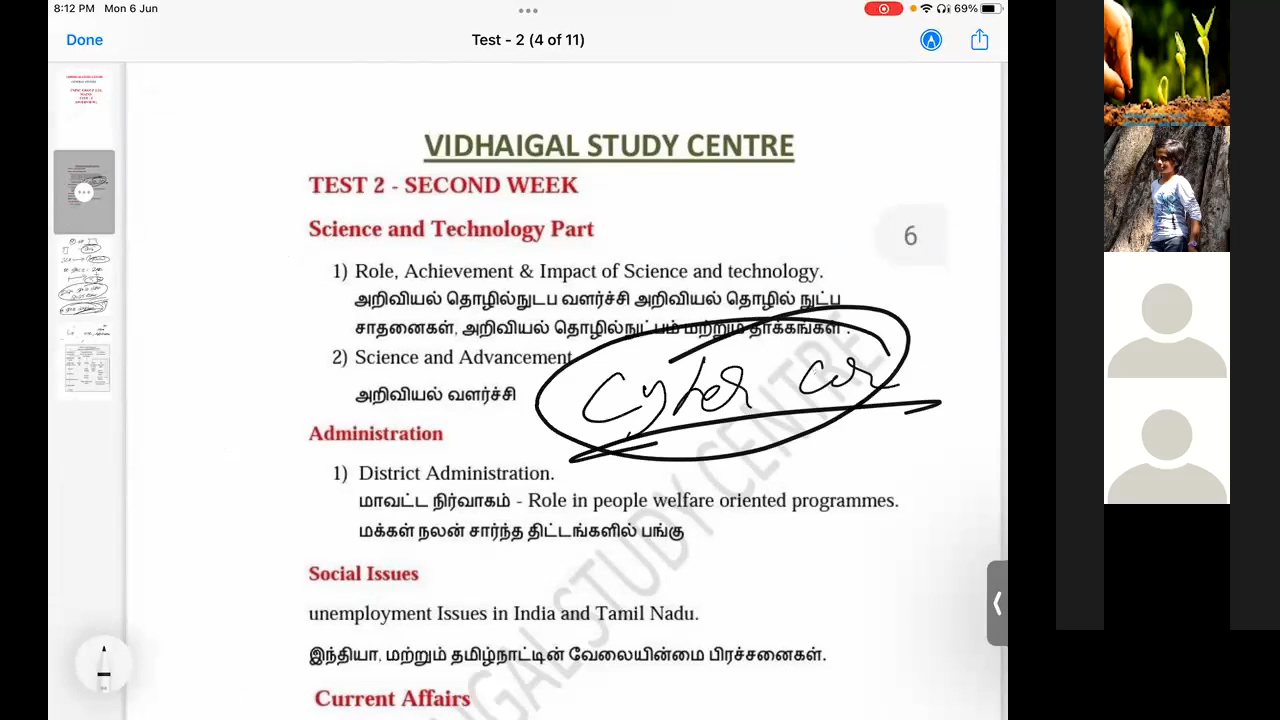 8:12 PM Mon 6 Jun
69%
Done
Test - 2 (4 of 11)
VIDHAIGAL STUDY CENTRE
TEST 2 - SECOND WEEK
Science and Technology Part
6
1) Role, Achievement & Impact of Science and technology.
அறிவியல் தொழில்நுடப வளர்ச்சி அறிவியல் தொழில் நுட்ப
சாதனைகள், அறிவியல் தொழில்நுட்பம் மற்றும் தாக்கங்கள் .
2) Science and Advancement
Cyber
அறிவியல் வளர்ச்சி
Administration
1) District Administration.
மாவட்ட நிர்வாகம் - Role in people welfare oriented programmes.
மக்கள் நலன் சார்ந்த திட்டங்களில் பங்கு
Social Issues
unemployment Issues in India and Tamil Nadu.
இந்தியா, மற்றும் தமிழ்நாட்டின் வேலையின்மை பிரச்சனைகள்.
Current Affairs